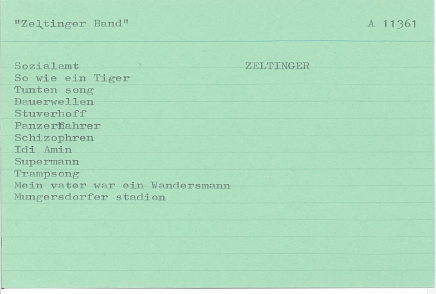 "Zeltinger Band" A 11361
Sozialamt ZELTINGER
So wie ein Tiger
Tunten song
Dauerwellen
Stuverhoff
Panzerfahrer
Schizophren
Idi Amin
Supermann
Trampsong
Mein vater war ein Wandersmann
Mungersdorfer stadion